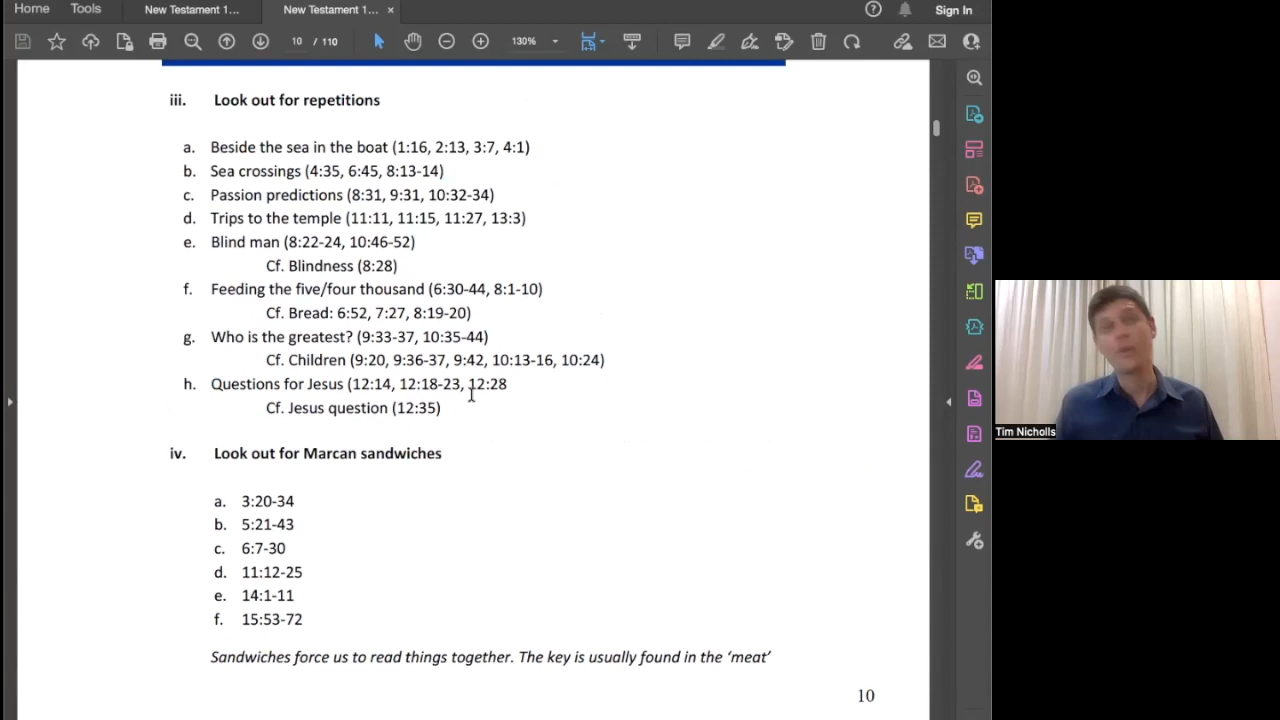 Home Tools New Testament 1... New Testament 1... × Sign In
10 / 110 130%
iii. Look out for repetitions
a. Beside the sea in the boat (1:16, 2:13, 3:7, 4:1)
b. Sea crossings (4:35, 6:45, 8:13-14)
c. Passion predictions (8:31, 9:31, 10:32-34)
d. Trips to the temple (11:11, 11:15, 11:27, 13:3)
e. Blind man (8:22-24, 10:46-52)
Cf. Blindness (8:28)
f. Feeding the five/four thousand (6:30-44, 8:1-10)
Cf. Bread: 6:52, 7:27, 8:19-20)
g. Who is the greatest? (9:33-37, 10:35-44)
Cf. Children (9:20, 9:36-37, 9:42, 10:13-16, 10:24)
h. Questions for Jesus (12:14, 12:18-23, 12:28
Cf. Jesus question (12:35)
Tim Nicholls
iv. Look out for Marcan sandwiches
a. 3:20-34
b. 5:21-43
c. 6:7-30
d. 11:12-25
e. 14:1-11
f. 15:53-72
Sandwiches force us to read things together. The key is usually found in the ‘meat’
10